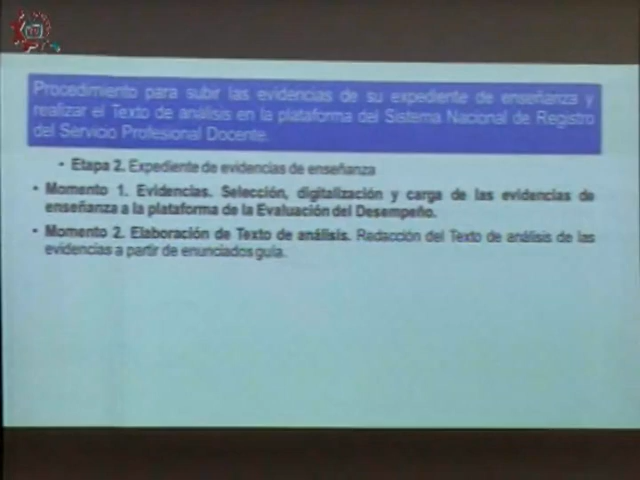 Procedimiento para subir las evidencias de su expediente de enseñanza y
realizar el Texto de análisis en la plataforma del Sistema Nacional de Registro
del Servicio Profesional Docente.
• Etapa 2. Expediente de evidencias de enseñanza
• Momento 1. Evidencias. Selección, digitalización y carga de las evidencias de
enseñanza a la plataforma de la Evaluación del Desempeño.
• Momento 2. Elaboración de Texto de análisis. Redacción del Texto de análisis de las
evidencias a partir de enunciados guía.